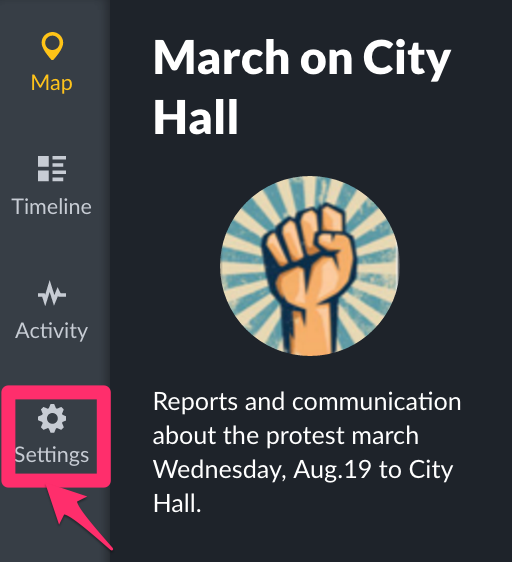 Map
Timeline
Activity
Settings
March on City
Hall
Reports and communication
about the protest march
Wednesday, Aug.19 to City
Hall.